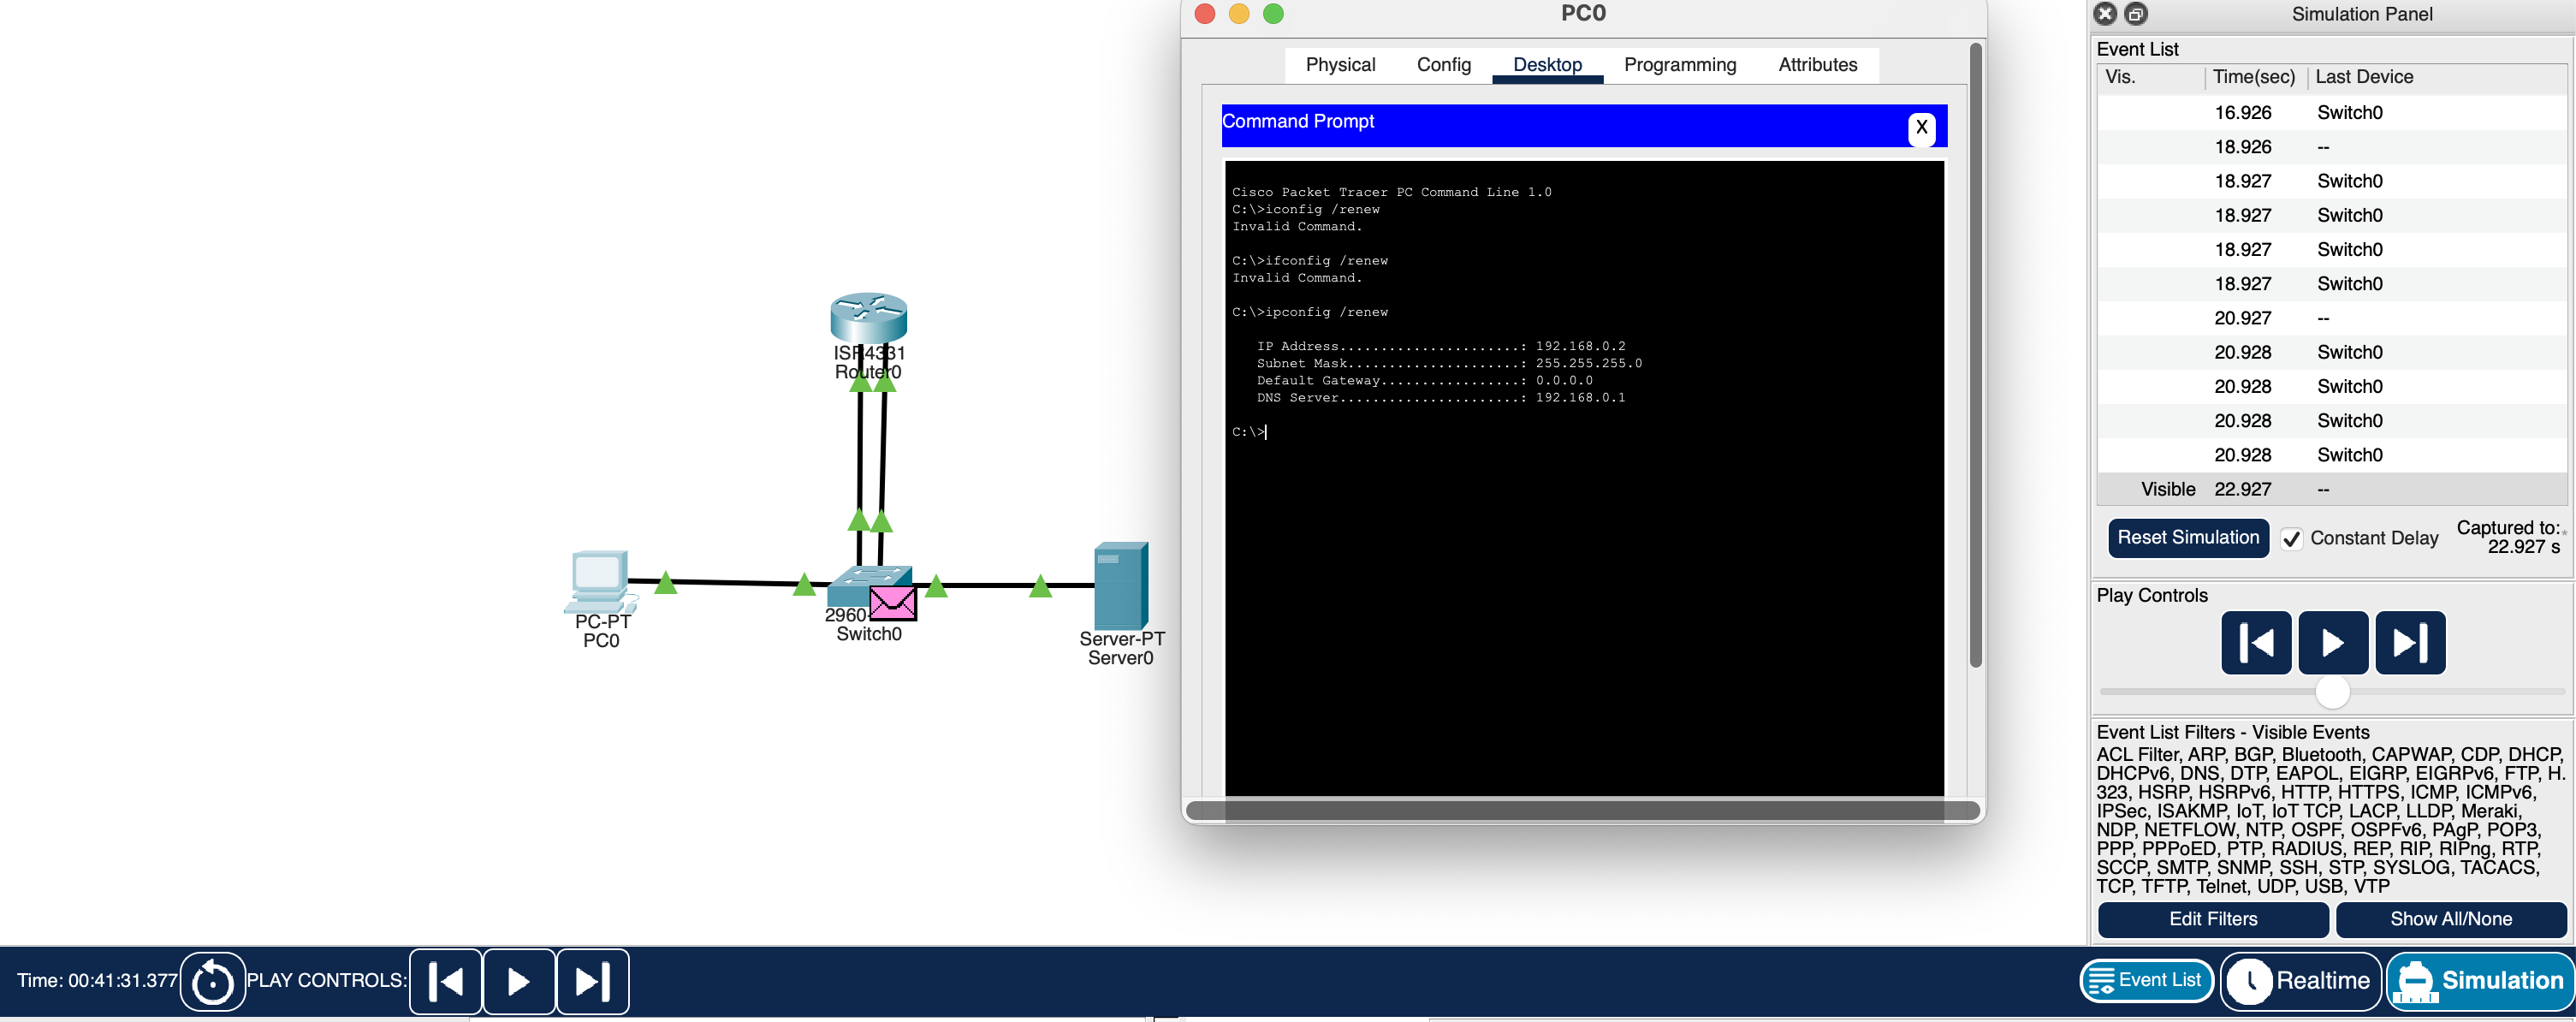 ISR4331
Router0
PC-PT
PC0
2960-
Switch0
Server-PT
Server0
PC0
Physical
Config
Desktop
Programming
Attributes
Command Prompt
X
Cisco Packet Tracer PC Command Line 1.0
C:\>iconfig /renew
Invalid Command.
C:\>ifconfig /renew
Invalid Command.
C:\>ipconfig /renew
IP Address......................: 192.168.0.2
Subnet Mask.....................: 255.255.255.0
Default Gateway.................: 0.0.0.0
DNS Server......................: 192.168.0.1
C:\>
Simulation Panel
Event List
Vis. Time(sec) Last Device
16.926 Switch0
18.926 --
18.927 Switch0
18.927 Switch0
18.927 Switch0
18.927 Switch0
20.927 --
20.928 Switch0
20.928 Switch0
20.928 Switch0
20.928 Switch0
Visible 22.927 --
Reset Simulation
Constant Delay
Captured to:*
22.927 s
Play Controls
Event List Filters - Visible Events
ACL Filter, ARP, BGP, Bluetooth, CAPWAP, CDP, DHCP,
DHCPv6, DNS, DTP, EAPOL, EIGRP, EIGRPv6, FTP, H.
323, HSRP, HSRPv6, HTTP, HTTPS, ICMP, ICMPv6,
IPSec, ISAKMP, IoT, IoT TCP, LACP, LLDP, Meraki,
NDP, NETFLOW, NTP, OSPF, OSPFv6, PAgP, POP3,
PPP, PPPoED, PTP, RADIUS, REP, RIP, RIPng, RTP,
SCCP, SMTP, SNMP, SSH, STP, SYSLOG, TACACS,
TCP, TFTP, Telnet, UDP, USB, VTP
Edit Filters
Show All/None
Time: 00:41:31.377
PLAY CONTROLS:
Event List
Realtime
Simulation